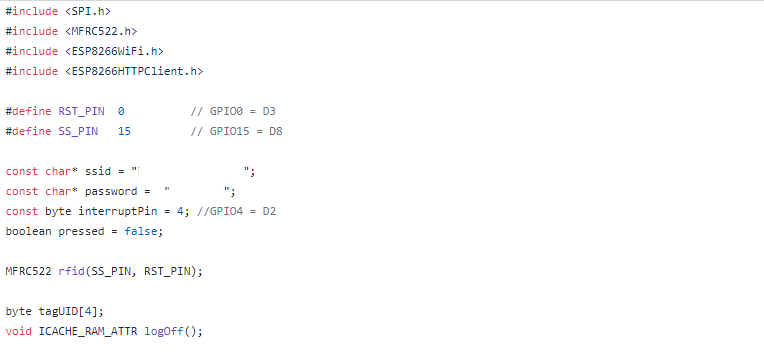 #include <SPI.h>
#include <MFRC522.h>
#include <ESP8266WiFi.h>
#include <ESP8266HTTPClient.h>
#define RST_PIN  0          // GPIO0 = D3
#define SS_PIN   15         // GPIO15 = D8
const char* ssid = "                ";
const char* password =  "        ";
const byte interruptPin = 4; //GPIO4 = D2
boolean pressed = false;
MFRC522 rfid(SS_PIN, RST_PIN);
byte tagUID[4];
void ICACHE_RAM_ATTR logOff();